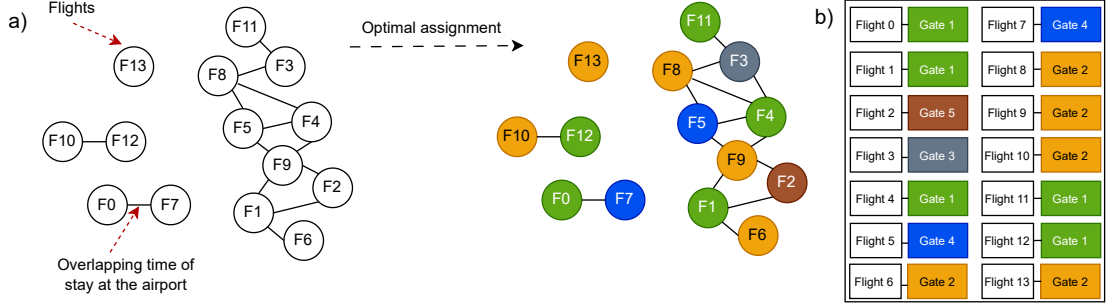 a)
Flights
F13
F11
F8
F3
F5
F4
F10
F12
F9
F2
F0
F7
F1
F6
Overlapping time of
stay at the airport
Optimal assignment
F13
F11
F3
F8
F5
F4
F10
F12
F9
F2
F0
F7
F1
F6
b)
Flight 0 Gate 1 Flight 7 Gate 4
Flight 1 Gate 1 Flight 8 Gate 2
Flight 2 Gate 5 Flight 9 Gate 2
Flight 3 Gate 3 Flight 10 Gate 2
Flight 4 Gate 1 Flight 11 Gate 1
Flight 5 Gate 4 Flight 12 Gate 1
Flight 6 Gate 2 Flight 13 Gate 2